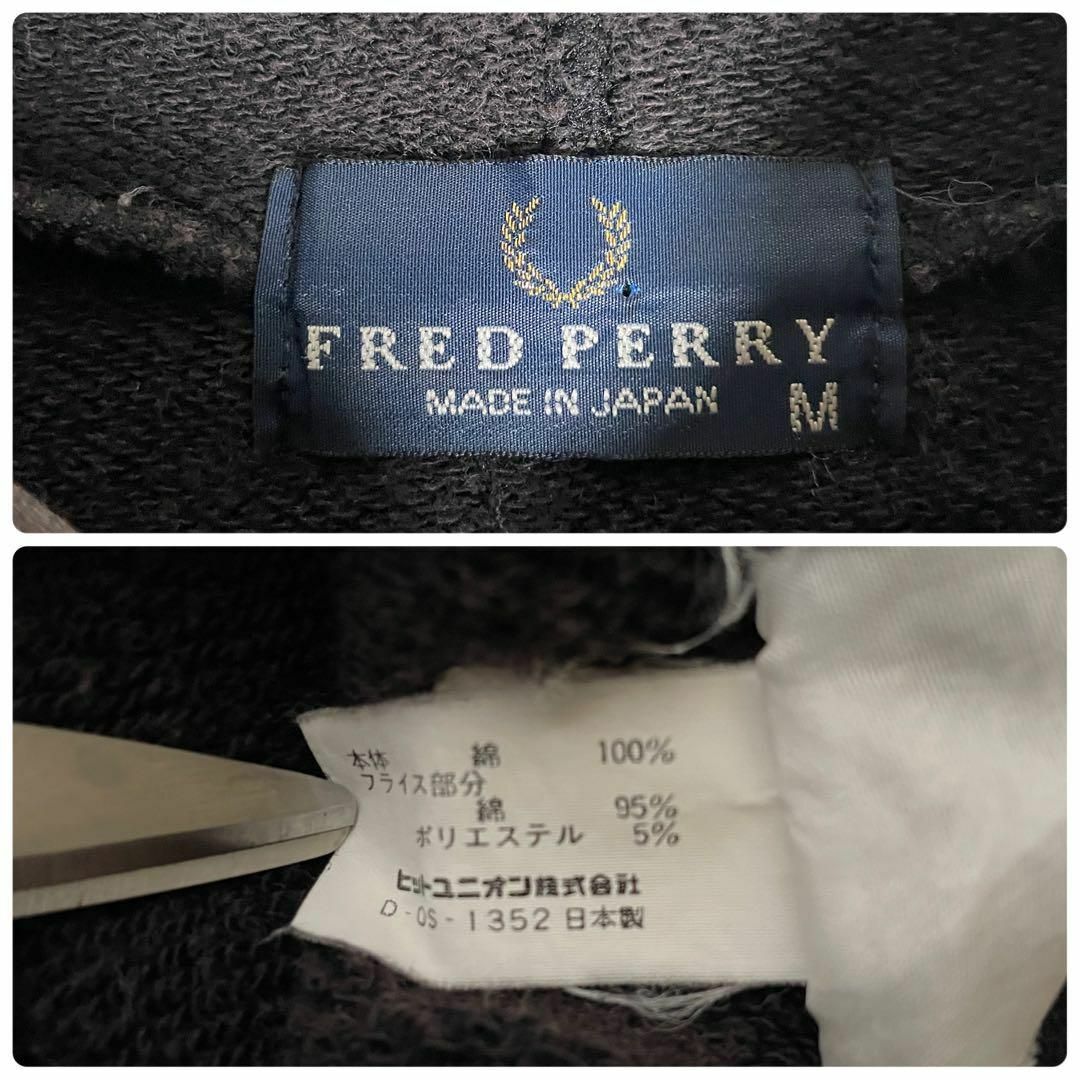 FRED PERRY
MADE IN JAPAN M
本体 綿 100%
フライス部分
綿 95%
ポリエステル 5%
ヒットユニオン株式会社
D-OS-1352 日本製